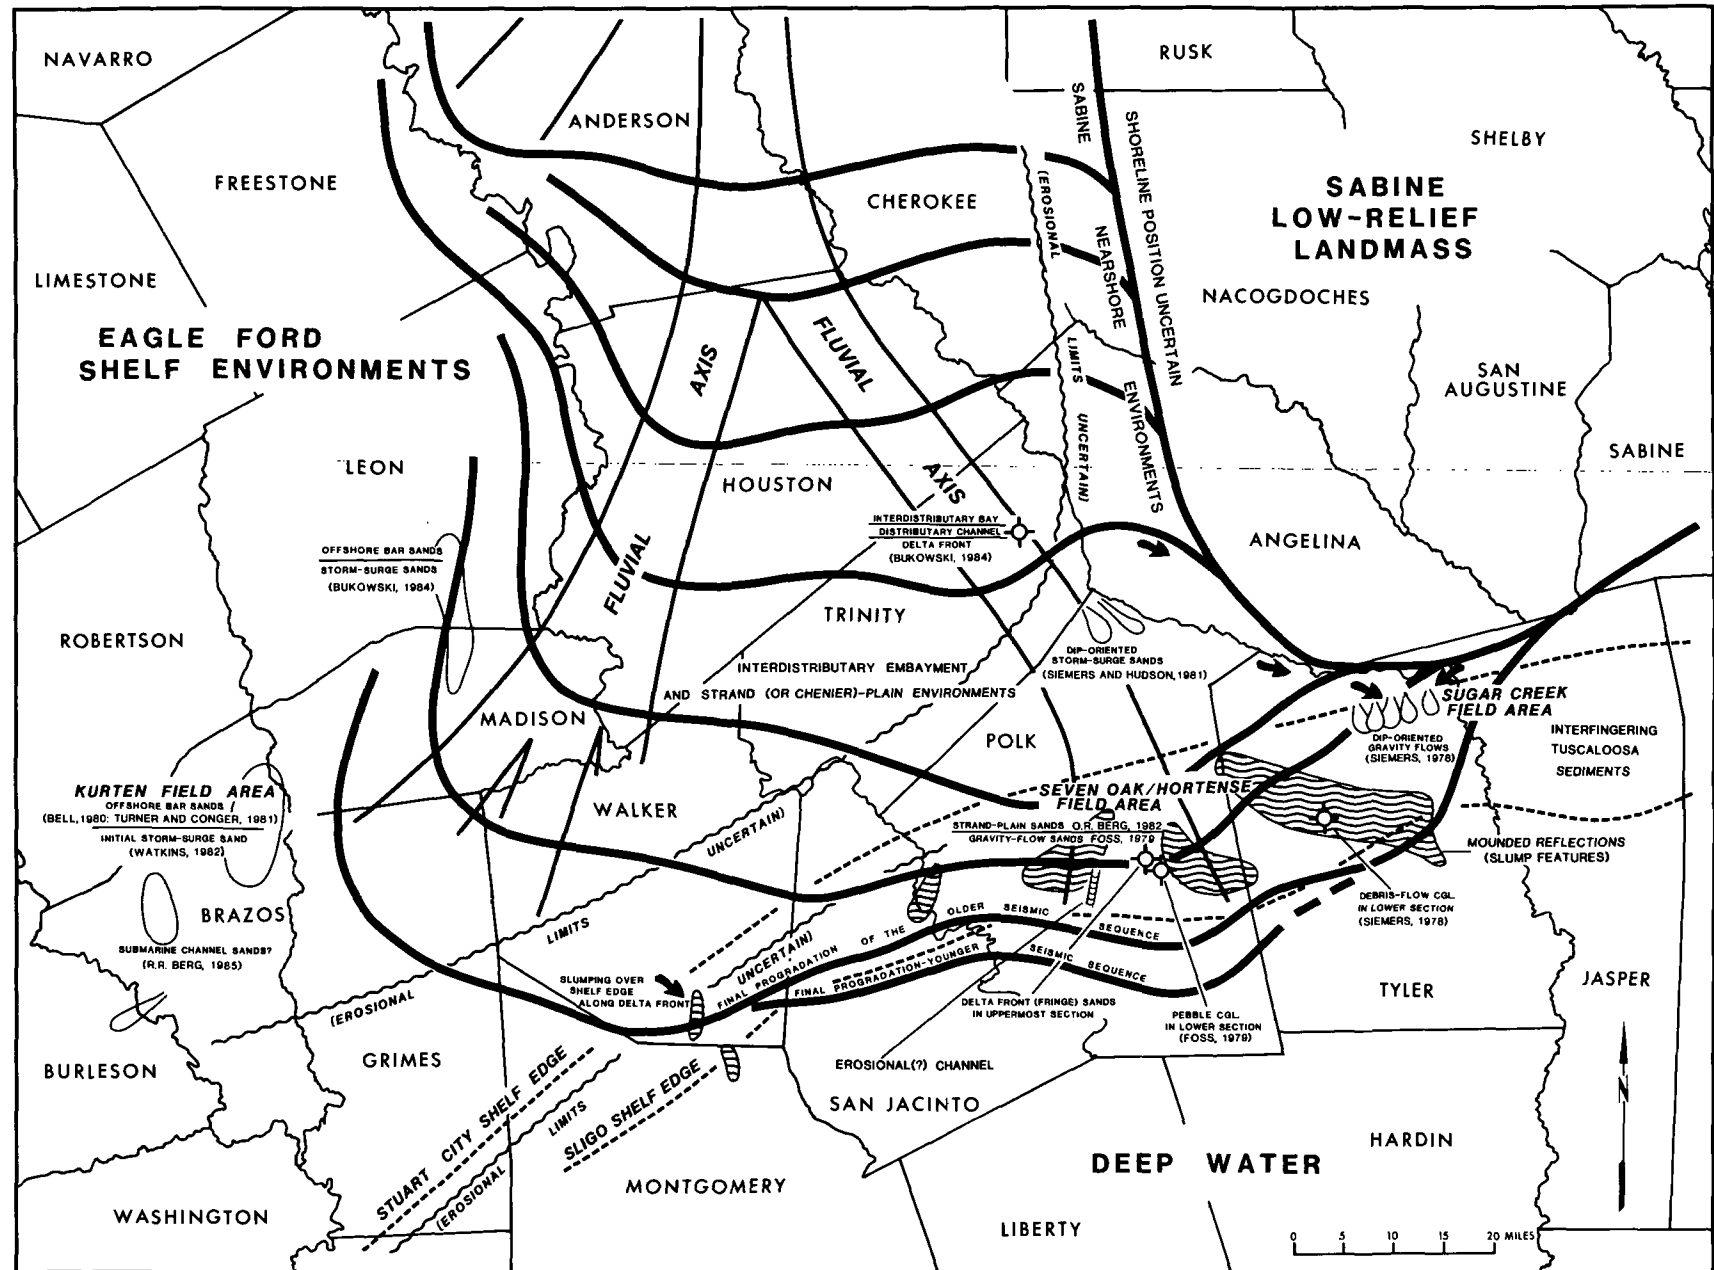 NAVARRO
RUSK
ANDERSON
SHELBY
FREESTONE
CHEROKEE
SABINE
NEARSHORE
ENVIRONMENTS
SHORELINE POSITION UNCERTAIN
(EROSIONAL
LIMITS
UNCERTAIN)
SABINE
LOW-RELIEF
LANDMASS
LIMESTONE
NACOGDOCHES
EAGLE FORD
SHELF ENVIRONMENTS
AXIS
FLUVIAL
FLUVIAL
AXIS
SAN
AUGUSTINE
SABINE
LEON
HOUSTON
INTERDISTRIBUTARY BAY
DISTRIBUTARY CHANNEL
DELTA FRONT
(BUKOWSKI, 1984)
ANGELINA
OFFSHORE BAR SANDS
STORM-SURGE SANDS
(BUKOWSKI, 1984)
TRINITY
ROBERTSON
DIP-ORIENTED
STORM-SURGE SANDS
(SIEMERS AND HUDSON, 1981)
INTERDISTRIBUTARY EMBAYMENT
AND STRAND (OR CHENIER)-PLAIN ENVIRONMENTS
SUGAR CREEK
FIELD AREA
MADISON
POLK
DIP-ORIENTED
GRAVITY FLOWS
(SIEMERS, 1978)
INTERFINGERING
TUSCALOOSA
SEDIMENTS
KURTEN FIELD AREA
OFFSHORE BAR SANDS /
(BELL, 1980: TURNER AND CONGER, 1981)
INITIAL STORM-SURGE SAND
(WATKINS, 1982)
WALKER
SEVEN OAK/HORTENSE
FIELD AREA
STRAND-PLAIN SANDS O.R. BERG, 1982
GRAVITY-FLOW SANDS FOSS, 1979
MOUNDED REFLECTIONS
(SLUMP FEATURES)
UNCERTAIN)
LIMITS
(EROSIONAL
BRAZOS
SUBMARINE CHANNEL SANDS?
(R.R. BERG, 1985)
DEBRIS-FLOW CGL.
IN LOWER SECTION
(SIEMERS, 1978)
FINAL PROGRADATION OF THE OLDER SEISMIC SEQUENCE
FINAL PROGRADATION-YOUNGER SEISMIC SEQUENCE
UNCERTAIN)
SLUMPING OVER
SHELF EDGE
ALONG DELTA FRONT
DELTA FRONT (FRINGE) SANDS
IN UPPERMOST SECTION
PEBBLE CGL.
IN LOWER SECTION
(FOSS, 1979)
TYLER
JASPER
GRIMES
BURLESON
EROSIONAL(?) CHANNEL
STUART CITY SHELF EDGE
LIMITS
(EROSIONAL
SLIGO SHELF EDGE
SAN JACINTO
N
HARDIN
DEEP WATER
MONTGOMERY
WASHINGTON
LIBERTY
0 5 10 15 20 MILES